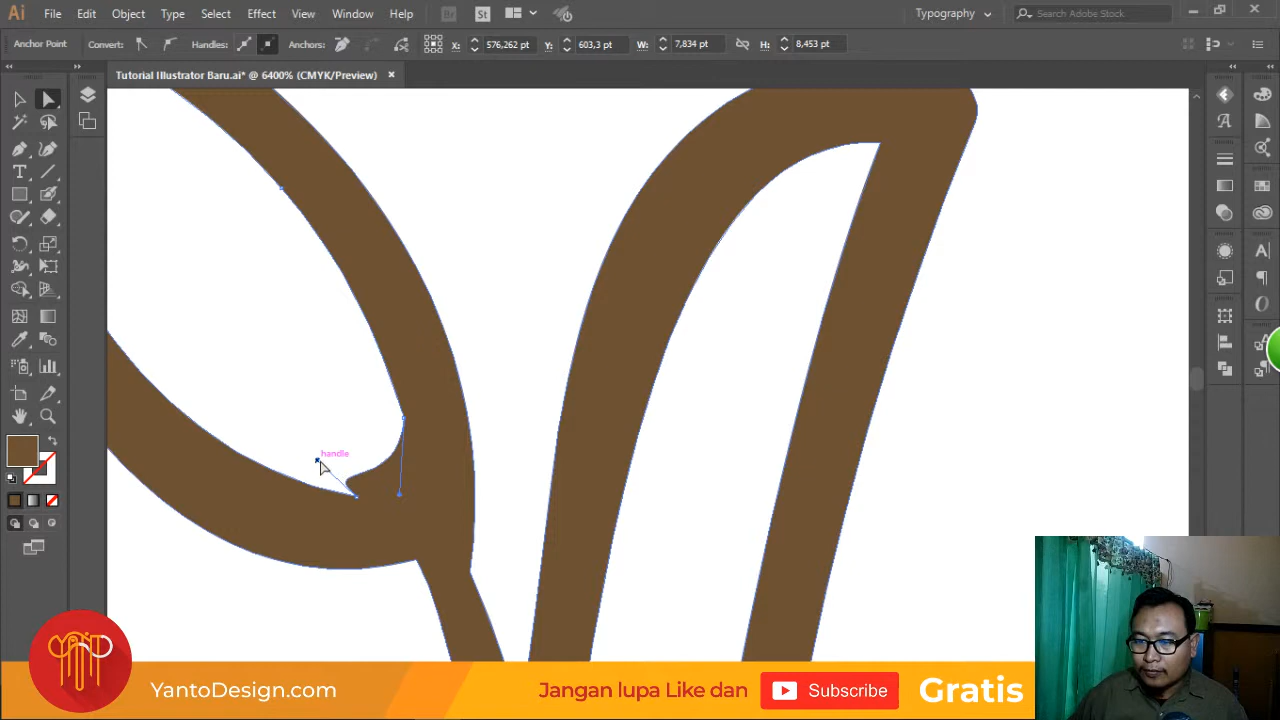 Ai File Edit Object Type Select Effect View Window Help Br St Typography Search Adobe Stock
Anchor Point Convert: Handles: Anchors: X: 576,262 pt Y: 603,3 pt W: 7,834 pt H: 8,453 pt
Tutorial Illustrator Baru.ai* @ 6400% (CMYK/Preview)
handle
YantoDesign.com
Jangan lupa Like dan
Subscribe
Gratis